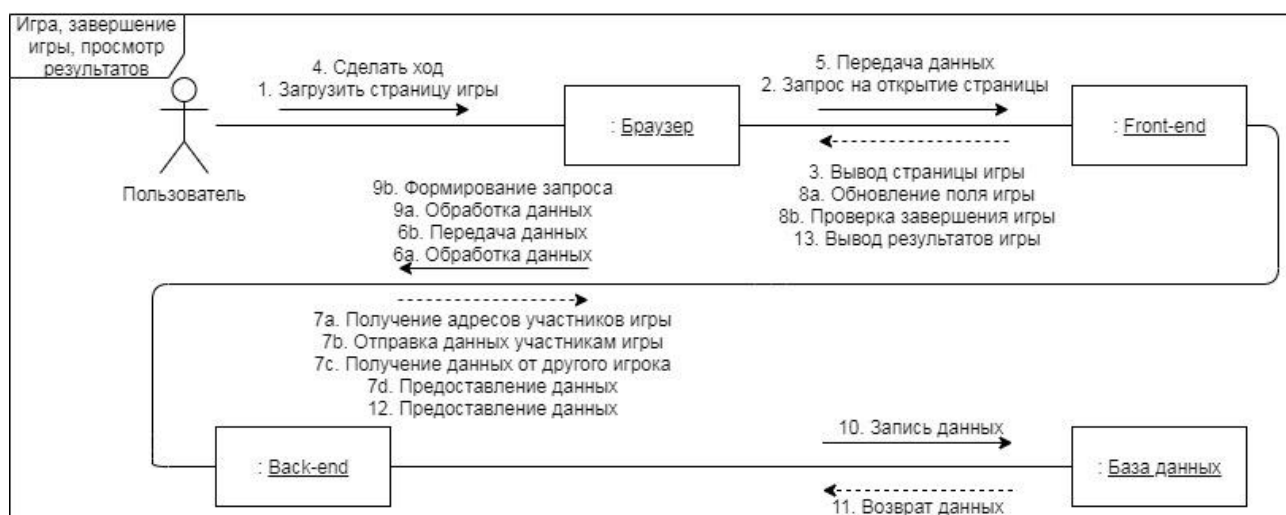 Игра, завершение
игры, просмотр
результатов
4. Сделать ход
1. Загрузить страницу игры
5. Передача данных
2. Запрос на открытие страницы
: Браузер
: Front-end
Пользователь
3. Вывод страницы игры
8a. Обновление поля игры
8b. Проверка завершения игры
13. Вывод результатов игры
9b. Формирование запроса
9a. Обработка данных
6b. Передача данных
6a. Обработка данных
7a. Получение адресов участников игры
7b. Отправка данных участникам игры
7c. Получение данных от другого игрока
7d. Предоставление данных
12. Предоставление данных
10. Запись данных
: Back-end
: База данных
11. Возврат данных